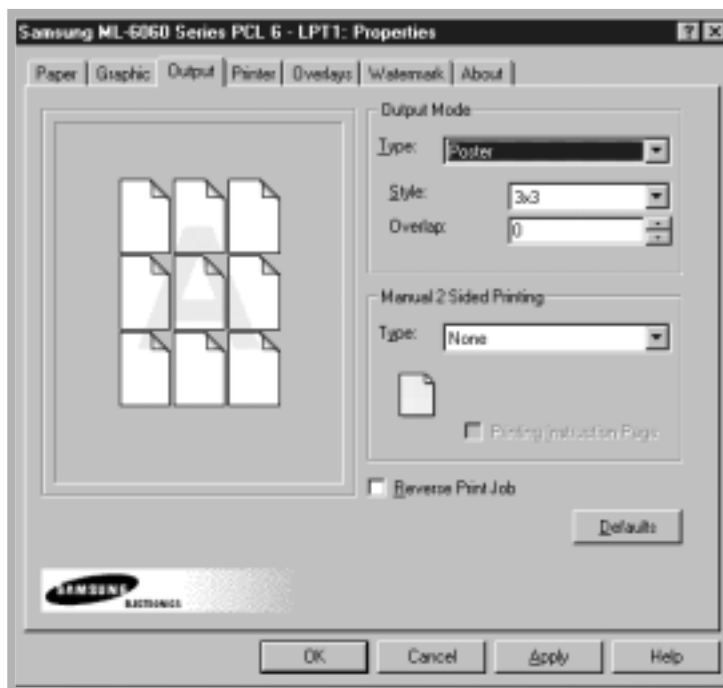 Samsung ML-6060 Series PCL 6 - LPT1: Properties
Paper Graphic Output Printer Overlays Watermark About
Output Mode
Type: Poster
Style: 3x3
Overlap: 0
A
Manual 2 Sided Printing
Type: None
Printing Instruction Page
Reverse Print Job
Defaults
SAMSUNG
ELECTRONICS
OK Cancel Apply Help